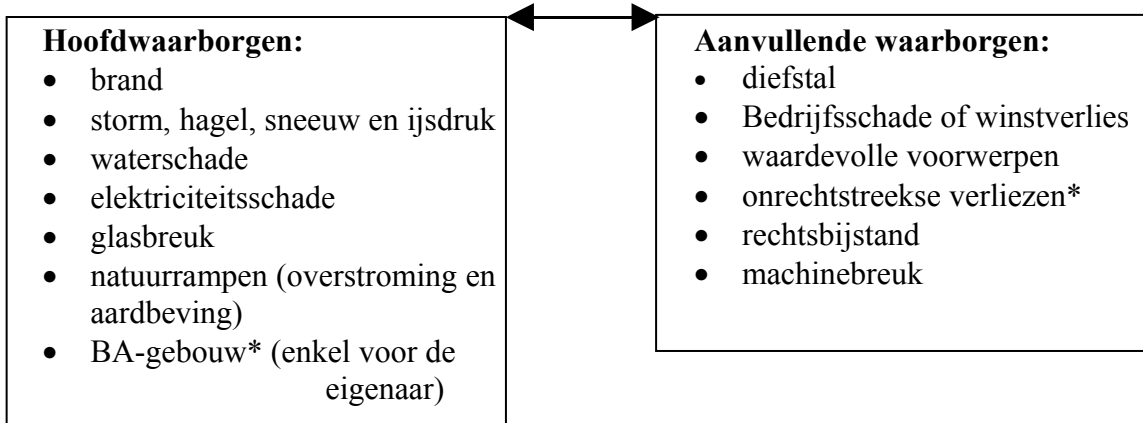 Hoofdwaarborgen:
• brand
• storm, hagel, sneeuw en ijsdruk
• waterschade
• elektriciteitsschade
• glasbreuk
• natuurrampen (overstroming en
aardbeving)
• BA-gebouw* (enkel voor de
eigenaar)
Aanvullende waarborgen:
• diefstal
• Bedrijfsschade of winstverlies
• waardevolle voorwerpen
• onrechtstreekse verliezen*
• rechtsbijstand
• machinebreuk